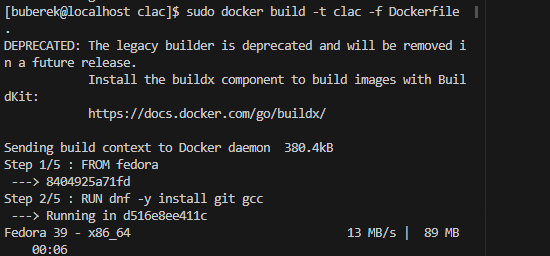 [buberek@localhost clac]$ sudo docker build -t clac -f Dockerfile
.
DEPRECATED: The legacy builder is deprecated and will be removed i
n a future release.
            Install the buildx component to build images with Buil
dKit:
            https://docs.docker.com/go/buildx/

Sending build context to Docker daemon  380.4kB
Step 1/5 : FROM fedora
 ---> 8404925a71fd
Step 2/5 : RUN dnf -y install git gcc
 ---> Running in d516e8ee411c
Fedora 39 - x86_64                              13 MB/s |  89 MB
    00:06